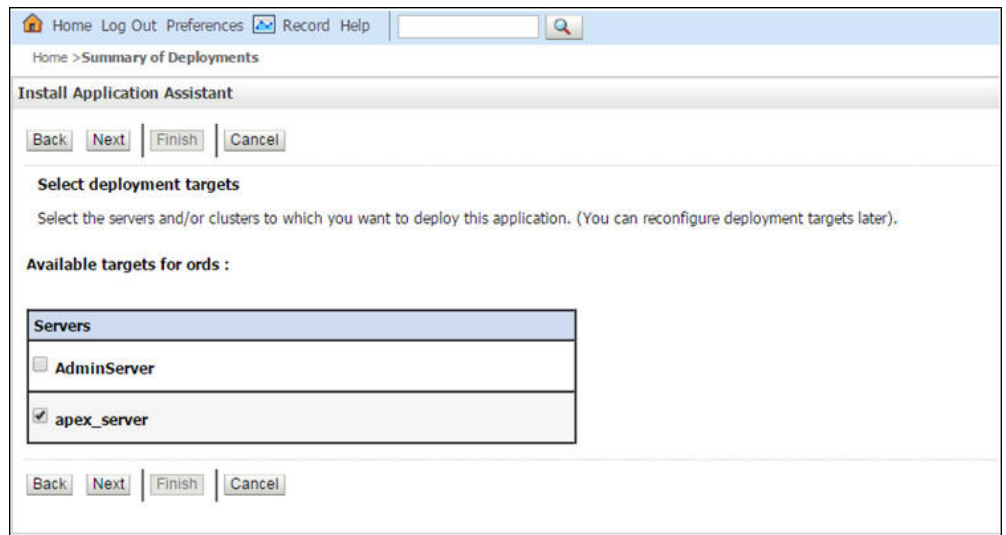 Home Log Out Preferences Record Help
Home >Summary of Deployments
Install Application Assistant
Back Next Finish Cancel
Select deployment targets
Select the servers and/or clusters to which you want to deploy this application. (You can reconfigure deployment targets later).
Available targets for ords :
Servers
AdminServer
apex_server
Back Next Finish Cancel